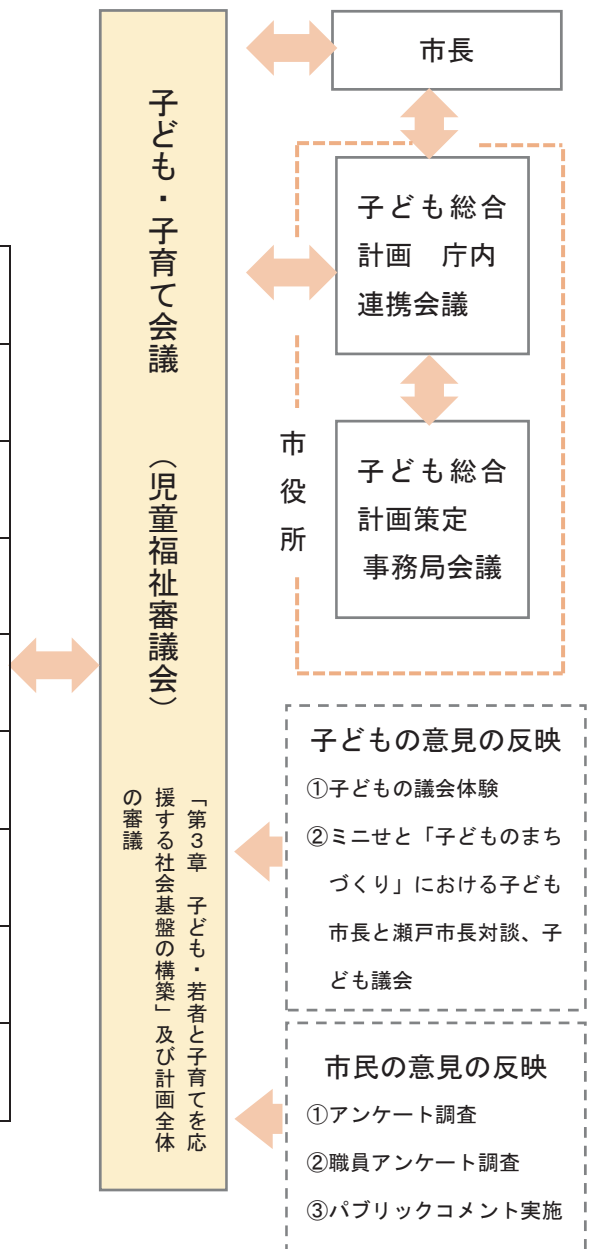 子ども・子育て会議　（児童福祉審議会）
「第3章　子ども・若者と子育てを応
援する社会基盤の構築」及び計画全体
の審議
市長
子ども総合
計画　庁内
連携会議
市役所
子ども総合
計画策定
事務局会議
子どもの意見の反映
①子どもの議会体験
②ミニせと「子どものまち
づくり」における子ども
市長と瀬戸市長対談、子
ども議会
市民の意見の反映
①アンケート調査
②職員アンケート調査
③パブリックコメント実施